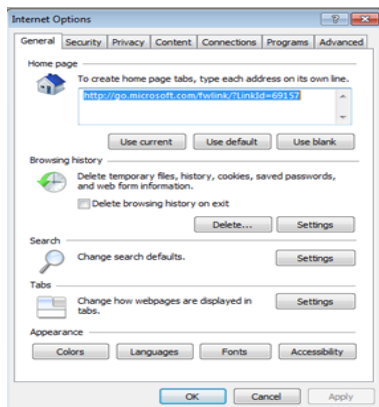 Internet Options
General Security Privacy Content Connections Programs Advanced
Home page
To create home page tabs, type each address on its own line.
http://go.microsoft.com/fwlink/?LinkId=69157
Use current Use default Use blank
Browsing history
Delete temporary files, history, cookies, saved passwords,
and web form information.
Delete browsing history on exit
Delete... Settings
Search
Change search defaults. Settings
Tabs
Change how webpages are displayed in Settings
tabs.
Appearance
Colors Languages Fonts Accessibility
OK Cancel Apply